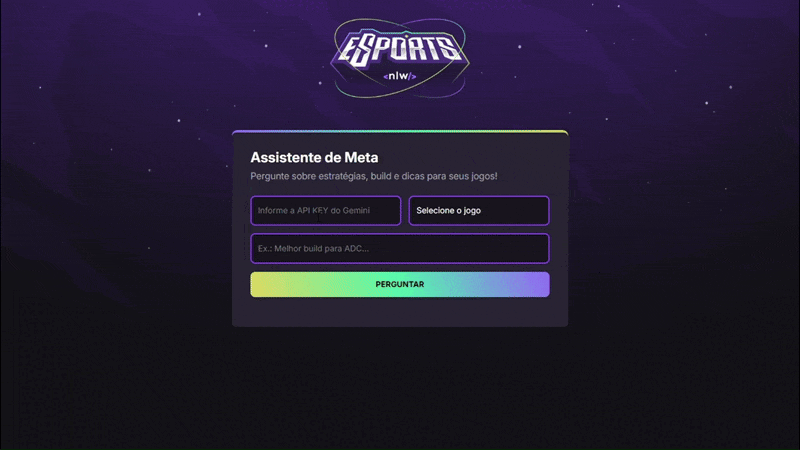 eSPORTS
<nlw/>
Assistente de Meta
Pergunte sobre estratégias, build e dicas para seus jogos!
Informe a API KEY do Gemini
Selecione o jogo
Ex.: Melhor build para ADC...
PERGUNTAR